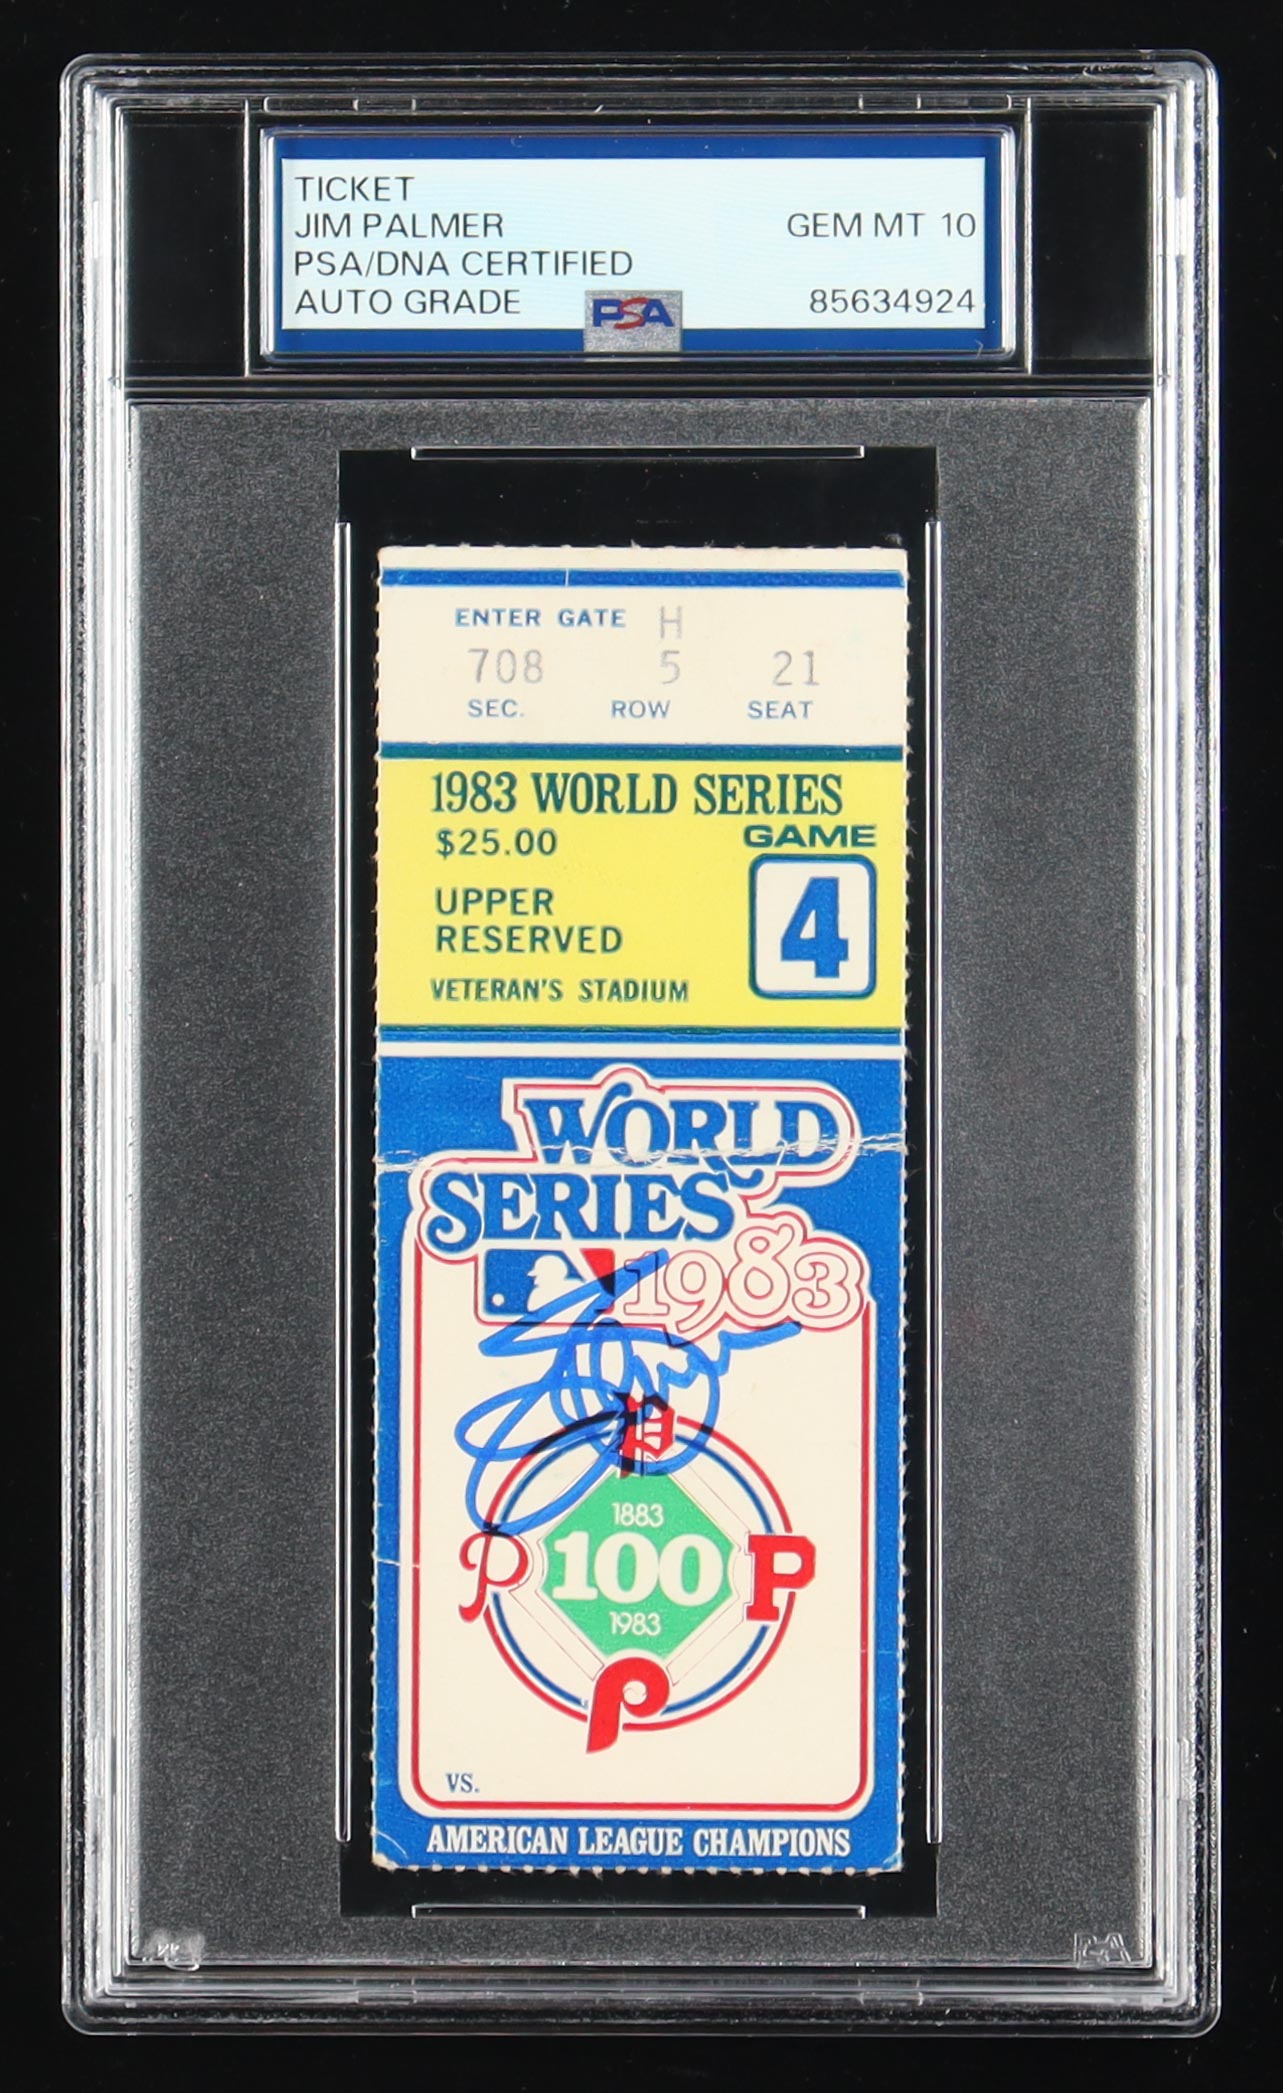 TICKET
JIM PALMER GEM MT 10
PSA/DNA CERTIFIED
AUTO GRADE PSA 85634924
ENTER GATE H
708 5 21
SEC. ROW SEAT
1983 WORLD SERIES
$25.00 GAME
4
UPPER
RESERVED
VETERAN'S STADIUM
WORLD
SERIES
1983
P
1883
P 100 P
1983
P
VS.
AMERICAN LEAGUE CHAMPIONS
PSA